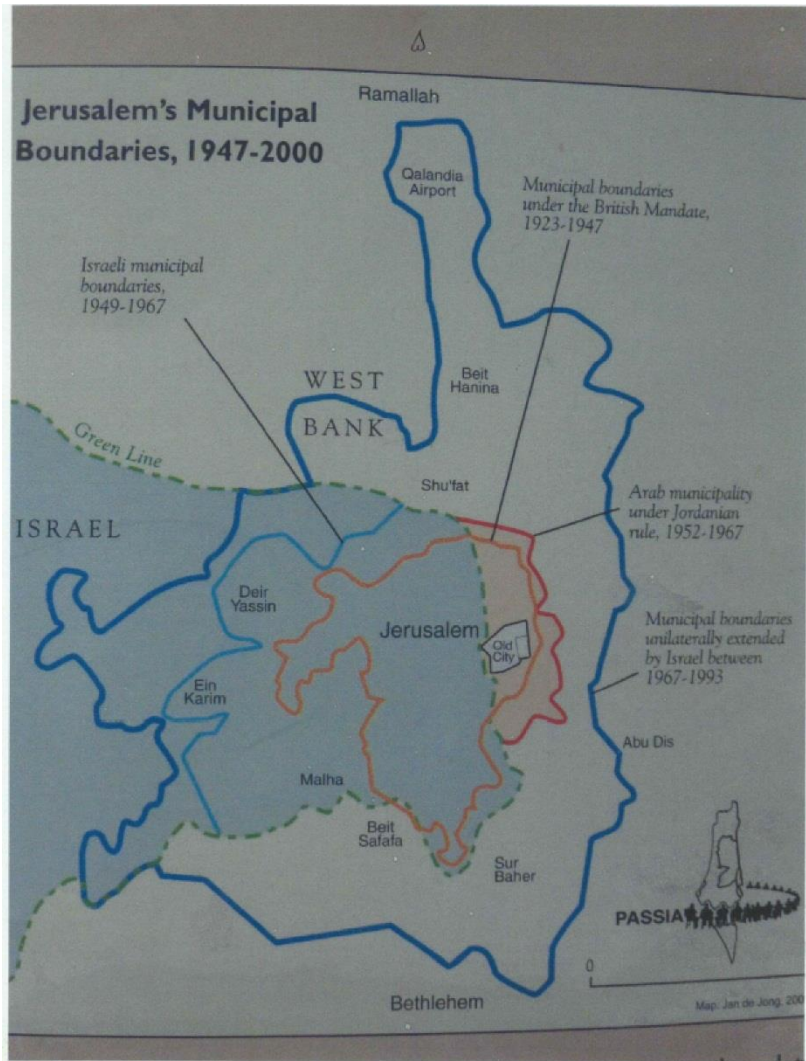 Jerusalem's Municipal
Boundaries, 1947-2000
Ramallah
Qalandia
Airport
Municipal boundaries
under the British Mandate,
1923-1947
Israeli municipal
boundaries,
1949-1967
Beit
Hanina
WEST
BANK
Green Line
Shu'fat
ISRAEL
Arab municipality
under Jordanian
rule, 1952-1967
Deir
Yassin
Jerusalem
Old
City
Municipal boundaries
unilaterally extended
by Israel between
1967-1993
Ein
Karim
Abu Dis
Malha
Beit
Safafa
Sur
Baher
PASSIA
0
Bethlehem
Map: Jan de Jong, 200